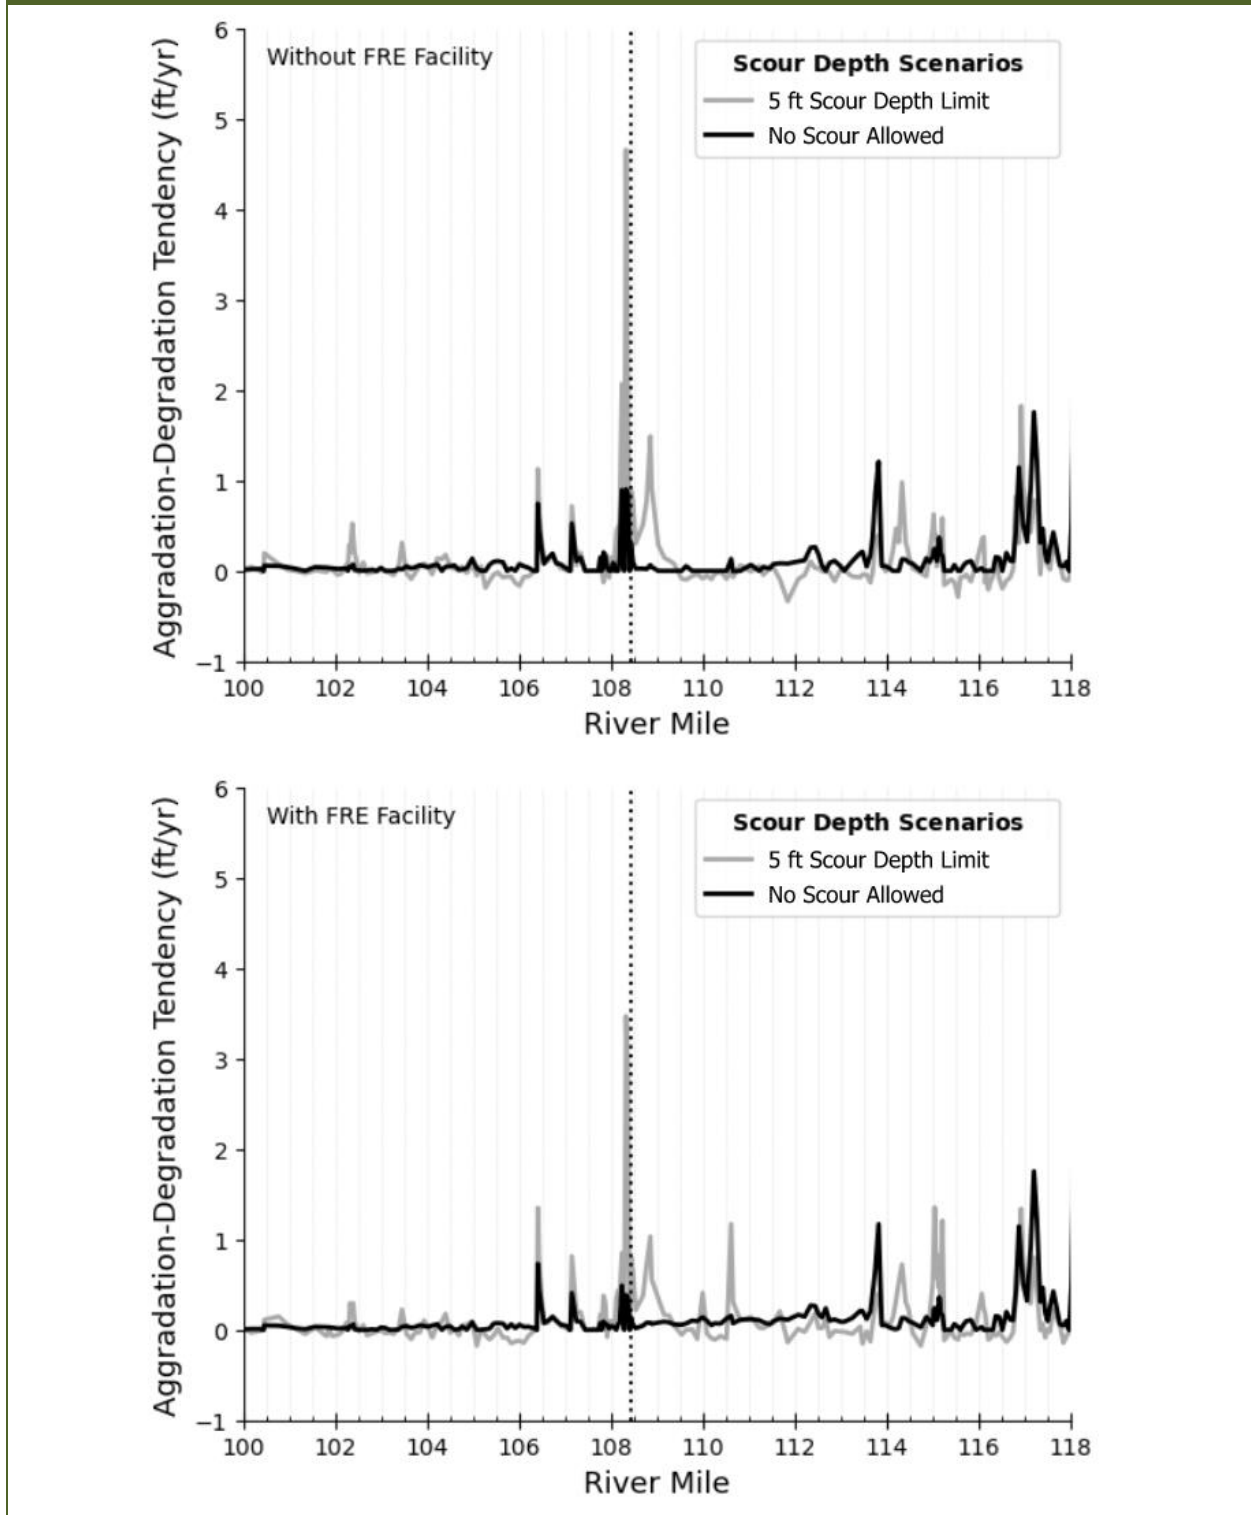 Without FRE Facility
Scour Depth Scenarios
5 ft Scour Depth Limit
No Scour Allowed
Aggradation-Degradation Tendency (ft/yr)
6
5
4
3
2
1
0
−1
100 102 104 106 108 110 112 114 116 118
River Mile
With FRE Facility
Scour Depth Scenarios
5 ft Scour Depth Limit
No Scour Allowed
Aggradation-Degradation Tendency (ft/yr)
6
5
4
3
2
1
0
−1
100 102 104 106 108 110 112 114 116 118
River Mile